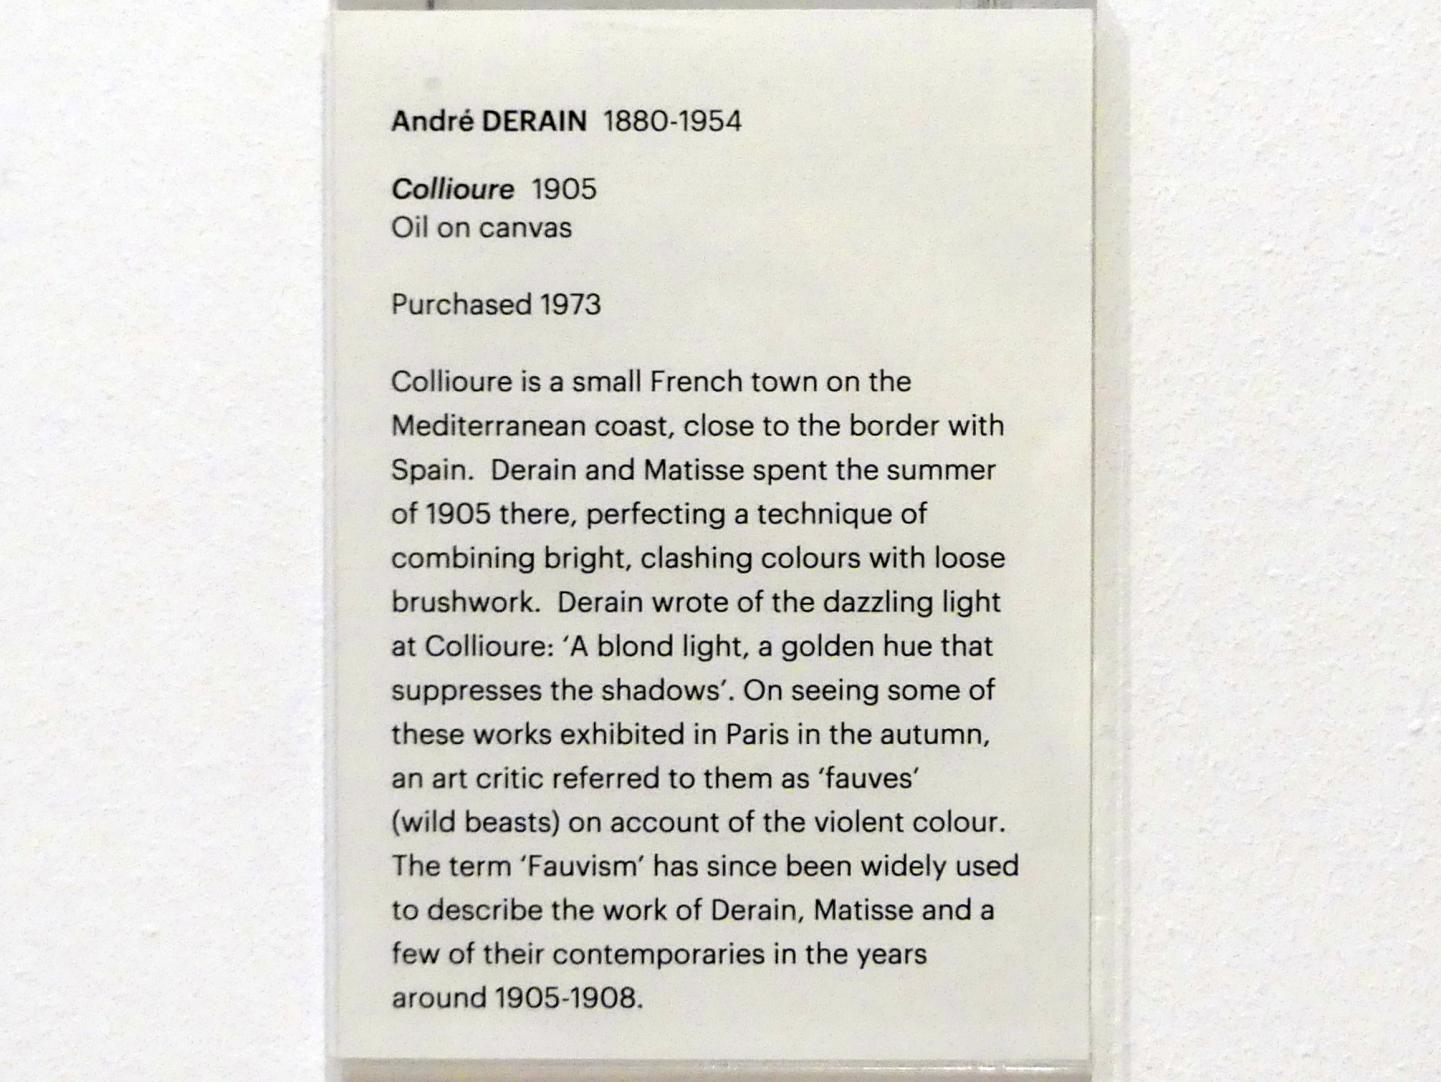 André DERAIN 1880-1954
Collioure 1905
Oil on canvas
Purchased 1973
Collioure is a small French town on the
Mediterranean coast, close to the border with
Spain. Derain and Matisse spent the summer
of 1905 there, perfecting a technique of
combining bright, clashing colours with loose
brushwork. Derain wrote of the dazzling light
at Collioure: ‘A blond light, a golden hue that
suppresses the shadows’. On seeing some of
these works exhibited in Paris in the autumn,
an art critic referred to them as ‘fauves’
(wild beasts) on account of the violent colour.
The term ‘Fauvism’ has since been widely used
to describe the work of Derain, Matisse and a
few of their contemporaries in the years
around 1905-1908.